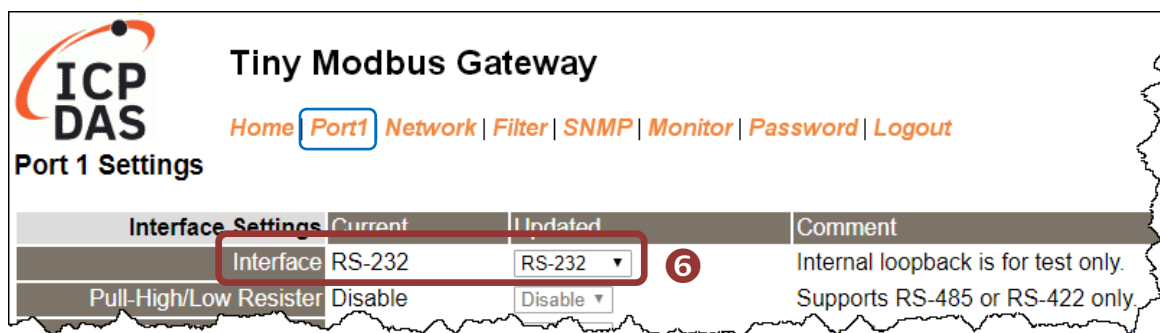 ICP
DAS
Tiny Modbus Gateway
Home | Port1 Network | Filter | SNMP | Monitor | Password | Logout
Port 1 Settings
Interface Settings Current Updated Comment
Interface RS-232 RS-232 ▼ 6 Internal loopback is for test only.
Pull-High/Low Resister Disable Disable ▼ Supports RS-485 or RS-422 only.